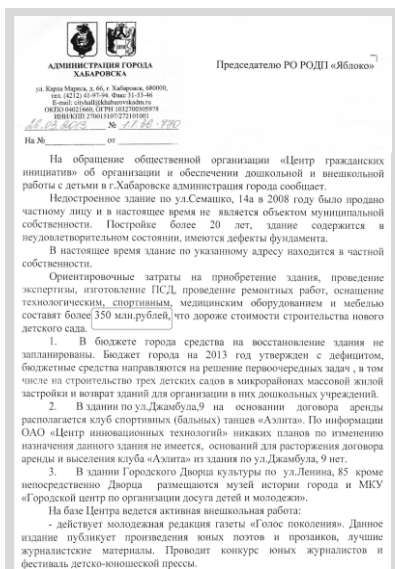 АДМИНИСТРАЦИЯ ГОРОДА
ХАБАРОВСКА
ул. Карла Маркса, д. 66, г. Хабаровск, 680000,
тел. (4212) 41-97-94. Факс 31-53-46
E-mail: cityhall@khabarovskadm.ru
ОКПО 04021660, ОГРН 1032700305978
ИНН/КПП 270015107/272101001
26.03.2013 № 1.1.26-770
На № от
Председателю РО РОДП «Яблоко»
На обращение общественной организации «Центр гражданских
инициатив» об организации и обеспечении дошкольной и внешкольной
работы с детьми в г.Хабаровске администрация города сообщает.
Недостроенное здание по ул.Семашко, 14а в 2008 году было продано
частному лицу и в настоящее время не является объектом муниципальной
собственности. Постройке более 20 лет, здание содержится в
неудовлетворительном состоянии, имеются дефекты фундамента.
В настоящее время здание по указанному адресу находится в частной
собственности.
Ориентировочные затраты на приобретение здания, проведение
экспертизы, изготовление ПСД, проведение ремонтных работ, оснащение
технологическим, спортивным, медицинским оборудованием и мебелью
составят более 350 млн.рублей, что дороже стоимости строительства нового
детского сада.
1. В бюджете города средства на восстановление здания не
запланированы. Бюджет города на 2013 год утвержден с дефицитом,
бюджетные средства направляются на решение первоочередных задач , в том
числе на строительство трех детских садов в микрорайонах массовой жилой
застройки и возврат зданий для организации в них дошкольных учреждений.
2. В здании по ул.Джамбула,9 на основании договора аренды
располагается клуб спортивных (бальных) танцев «Аэлита». По информации
ОАО «Центр инновационных технологий» никаких планов по изменению
назначения данного здания не имеется, оснований для расторжения договора
аренды и выселения клуба «Аэлита» из здания по ул.Джамбула, 9 нет.
3. В здании Городского Дворца культуры по ул.Ленина, 85 кроме
непосредственно Дворца размещаются музей истории города и МКУ
«Городской центр по организации досуга детей и молодежи».
На базе Центра ведется активная внешкольная работа:
- действует молодежная редакция газеты «Голос поколения». Данное
издание публикует произведения юных поэтов и прозаиков, лучшие
журналистские материалы. Проводит конкурс юных журналистов и
фестиваль детско-юношеской прессы.